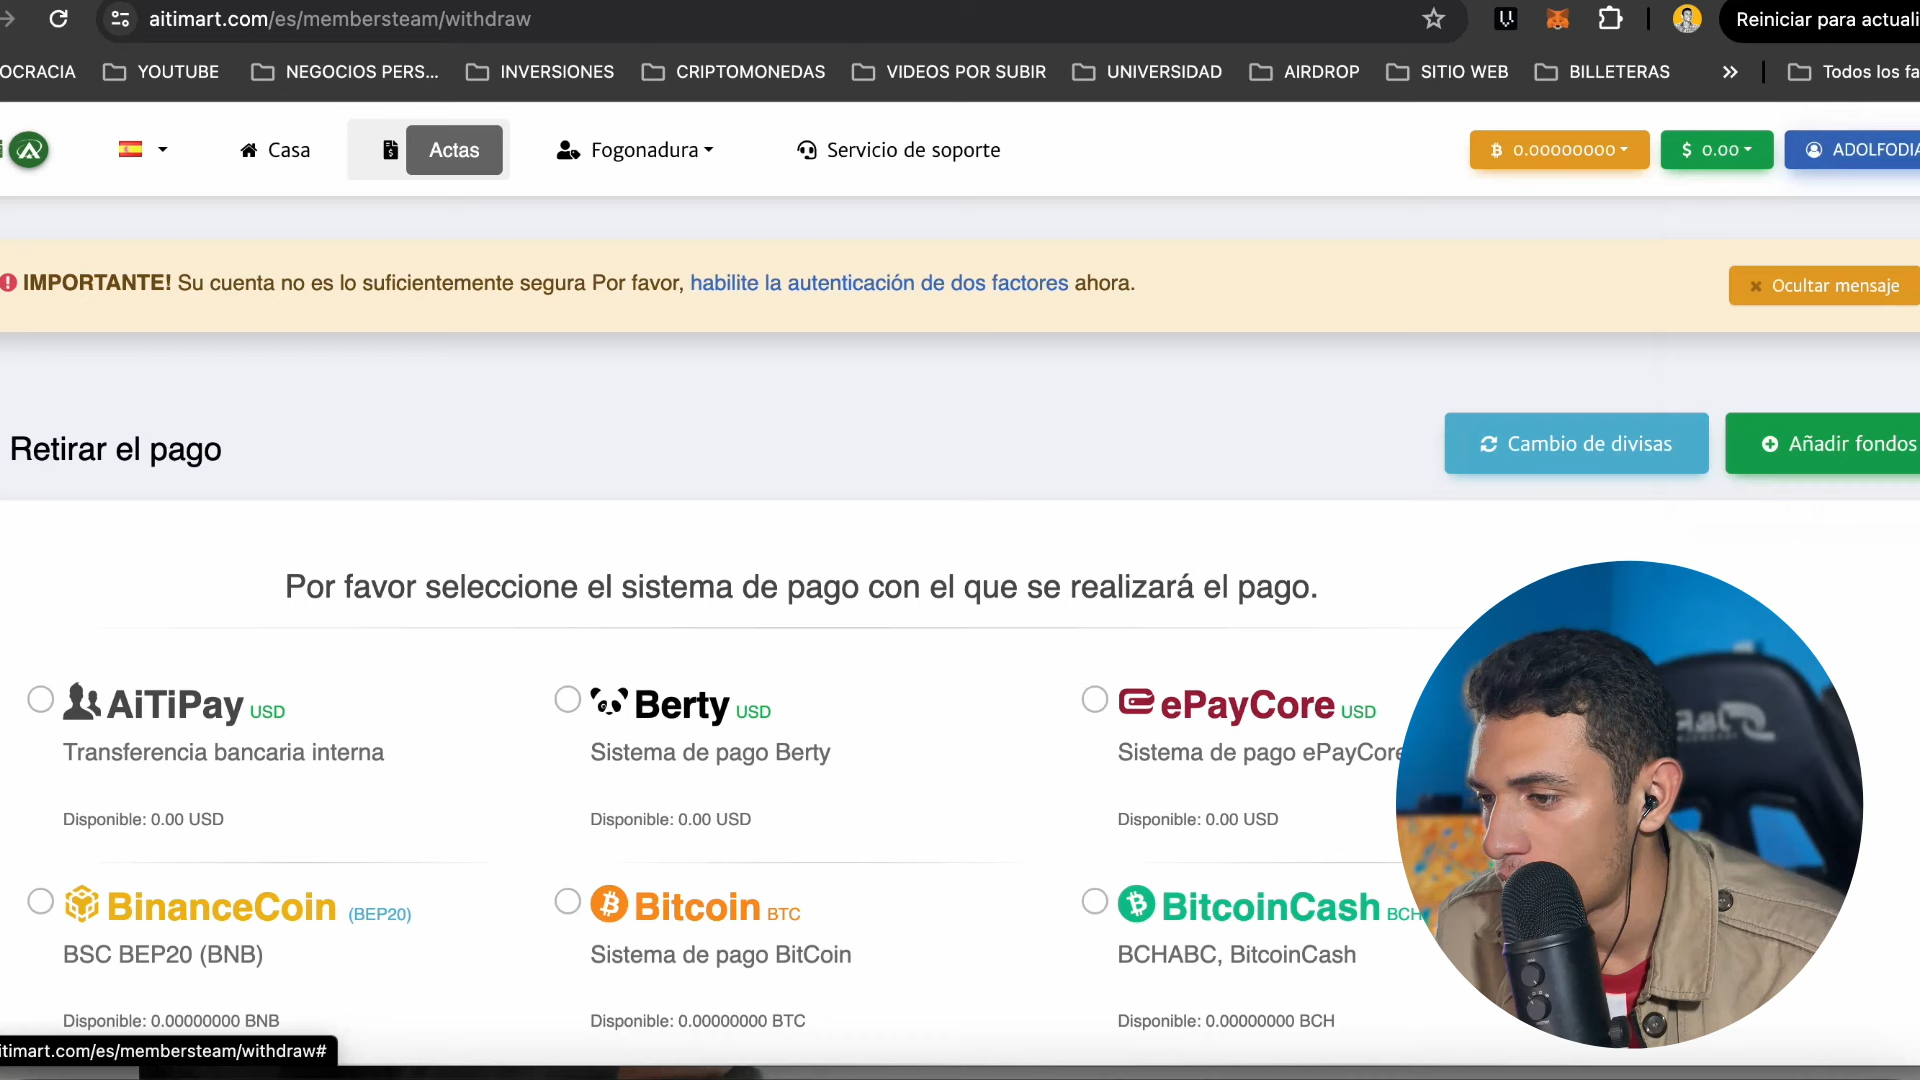 aitimart.com/es/membersteam/withdraw
Reiniciar para actuali
OCRACIA YOUTUBE NEGOCIOS PERS... INVERSIONES CRIPTOMONEDAS VIDEOS POR SUBIR UNIVERSIDAD AIRDROP SITIO WEB BILLETERAS » Todos los fa
Casa Actas Fogonadura Servicio de soporte 0.00000000 $ 0.00 ADOLFODIA
IMPORTANTE! Su cuenta no es lo suficientemente segura Por favor, habilite la autenticación de dos factores ahora.
Ocultar mensaje
Retirar el pago
Cambio de divisas
Añadir fondos
Por favor seleccione el sistema de pago con el que se realizará el pago.
AiTiPay USD
Transferencia bancaria interna
Disponible: 0.00 USD
Berty USD
Sistema de pago Berty
Disponible: 0.00 USD
ePayCore USD
Sistema de pago ePayCore
Disponible: 0.00 USD
BinanceCoin (BEP20)
BSC BEP20 (BNB)
Disponible: 0.00000000 BNB
Bitcoin BTC
Sistema de pago BitCoin
Disponible: 0.00000000 BTC
BitcoinCash BCH
BCHABC, BitcoinCash
Disponible: 0.00000000 BCH
itimart.com/es/membersteam/withdraw#